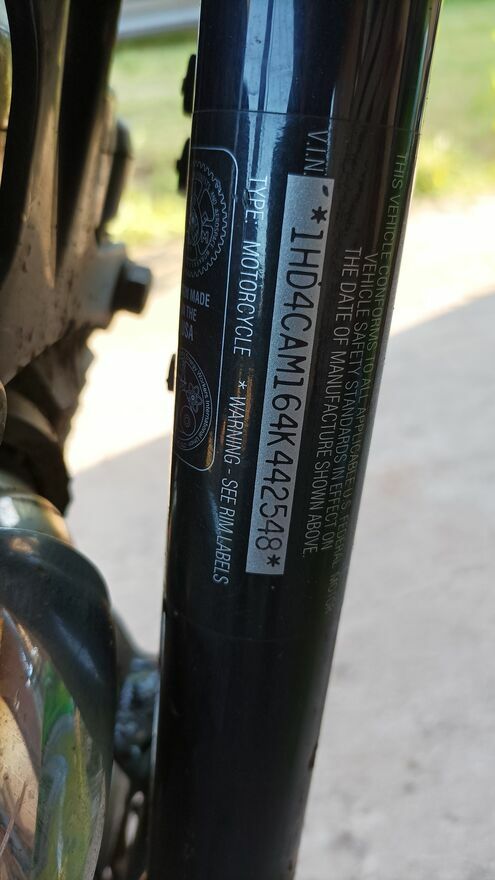 THIS VEHICLE CONFORMS TO ALL APPLICABLE U.S. FEDERAL MOTOR
VEHICLE SAFETY STANDARDS IN EFFECT ON
THE DATE OF MANUFACTURE SHOWN ABOVE.
V.I.N.
*1HD4CAM164K442548*
TYPE: MOTORCYCLE * WARNING - SEE RIM LABELS
MADE
IN THE
USA